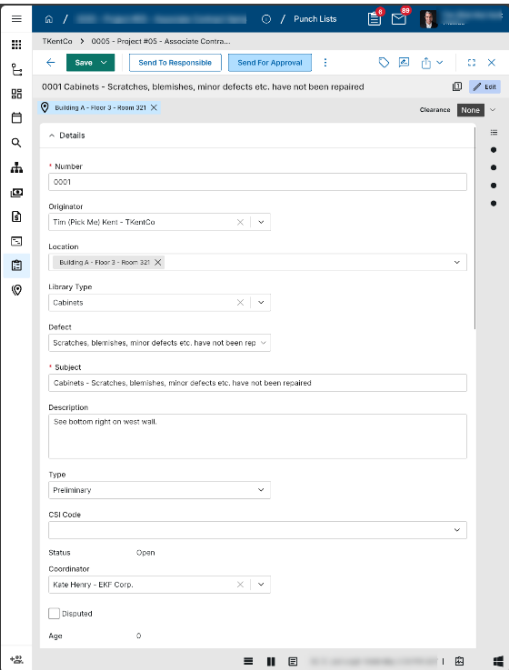 Punch Lists
6
89
TKentCo > 0005 - Project #05 - Associate Contra...
Save
Send To Responsible
Send For Approval
0001 Cabinets - Scratches, blemishes, minor defects etc. have not been repaired
Edit
Building A - Floor 3 - Room 321
Clearance
None
Details
* Number
0001
Originator
Tim (Pick Me) Kent - TKentCo
Location
Building A - Floor 3 - Room 321
Library Type
Cabinets
Defect
Scratches, blemishes, minor defects etc. have not been rep
* Subject
Cabinets - Scratches, blemishes, minor defects etc. have not been repaired
Description
See bottom right on west wall.
Type
Preliminary
CSI Code
Status Open
Coordinator
Kate Henry - EKF Corp.
Disputed
Age 0